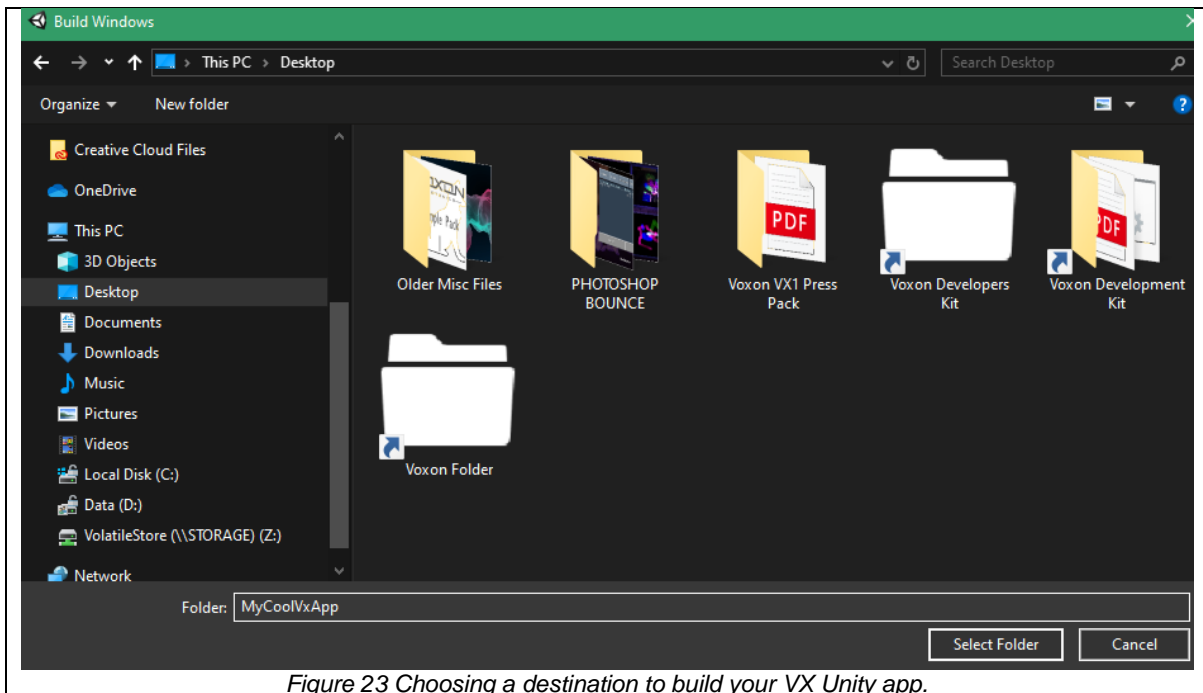 Build Windows
This PC > Desktop
Search Desktop
Organize
New folder
Creative Cloud Files
OneDrive
This PC
3D Objects
Desktop
Documents
Downloads
Music
Pictures
Videos
Local Disk (C:)
Data (D:)
VolatileStore (\\STORAGE) (Z:)
Network
Older Misc Files
PHOTOSHOP
BOUNCE
PDF
Voxon VX1 Press
Pack
Voxon Developers
Kit
PDF
Voxon Development
Kit
Voxon Folder
Folder: MyCoolVxApp
Select Folder
Cancel
Figure 23 Choosing a destination to build your VX Unity app.